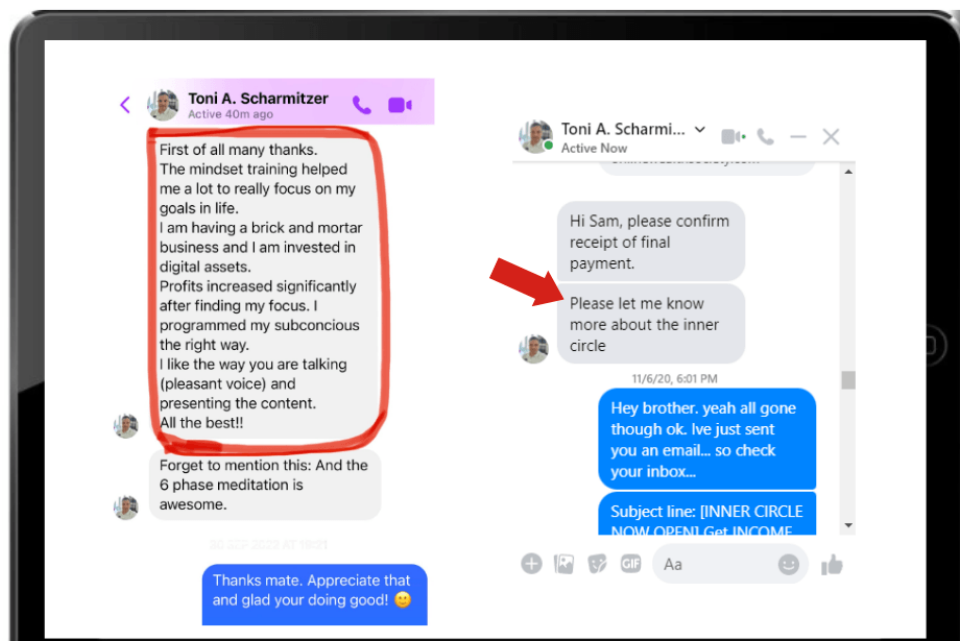 Toni A. Scharmitzer
Active 40m ago
First of all many thanks.
The mindset training helped
me a lot to really focus on my
goals in life.
I am having a brick and mortar
business and I am invested in
digital assets.
Profits increased significantly
after finding my focus. I
programmed my subconcious
the right way.
I like the way you are talking
(pleasant voice) and
presenting the content.
All the best!!
Forget to mention this: And the
6 phase meditation is
awesome.
Thanks mate. Appreciate that
and glad your doing good! 🙂
Toni A. Scharmi...
Active Now
Hi Sam, please confirm
receipt of final
payment.
Please let me know
more about the inner
circle
11/6/20, 6:01 PM
Hey brother. yeah all gone
though ok. Ive just sent
you an email... so check
your inbox...
Subject line: [INNER CIRCLE
NOW OPEN] Get INCOME
GIF
Aa